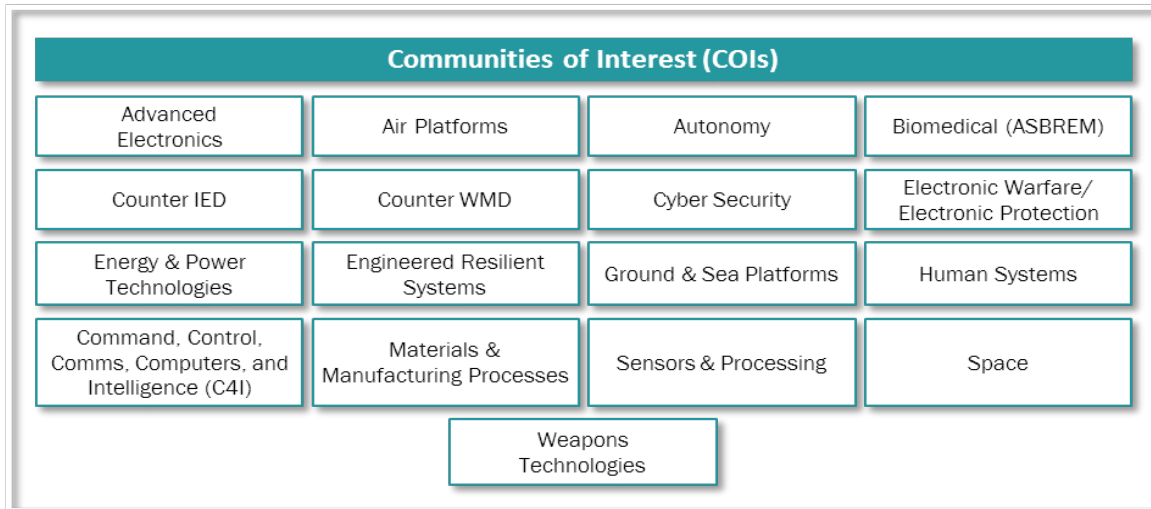 Communities of Interest (COIs)
Advanced
Electronics
Air Platforms
Autonomy
Biomedical (ASBREM)
Counter IED
Counter WMD
Cyber Security
Electronic Warfare/
Electronic Protection
Energy & Power
Technologies
Engineered Resilient
Systems
Ground & Sea Platforms
Human Systems
Command, Control,
Comms, Computers, and
Intelligence (C4I)
Materials &
Manufacturing Processes
Sensors & Processing
Space
Weapons
Technologies